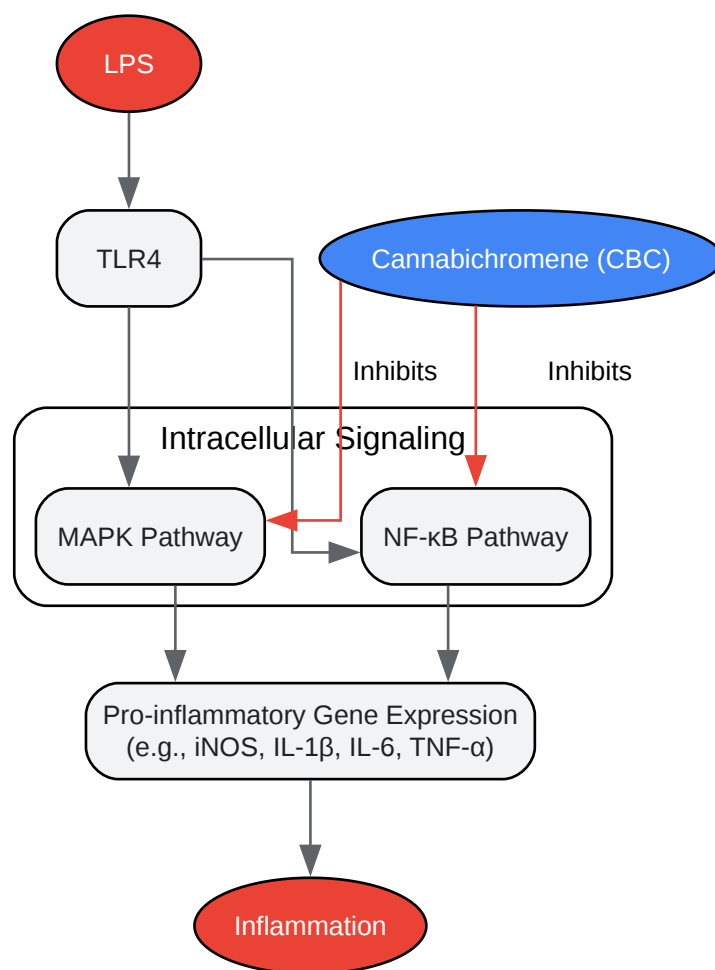 LPS
TLR4
Cannabichromene (CBC)
Inhibits
Inhibits
Intracellular Signaling
MAPK Pathway
NF-κB Pathway
Pro-inflammatory Gene Expression
(e.g., iNOS, IL-1β, IL-6, TNF-α)
Inflammation